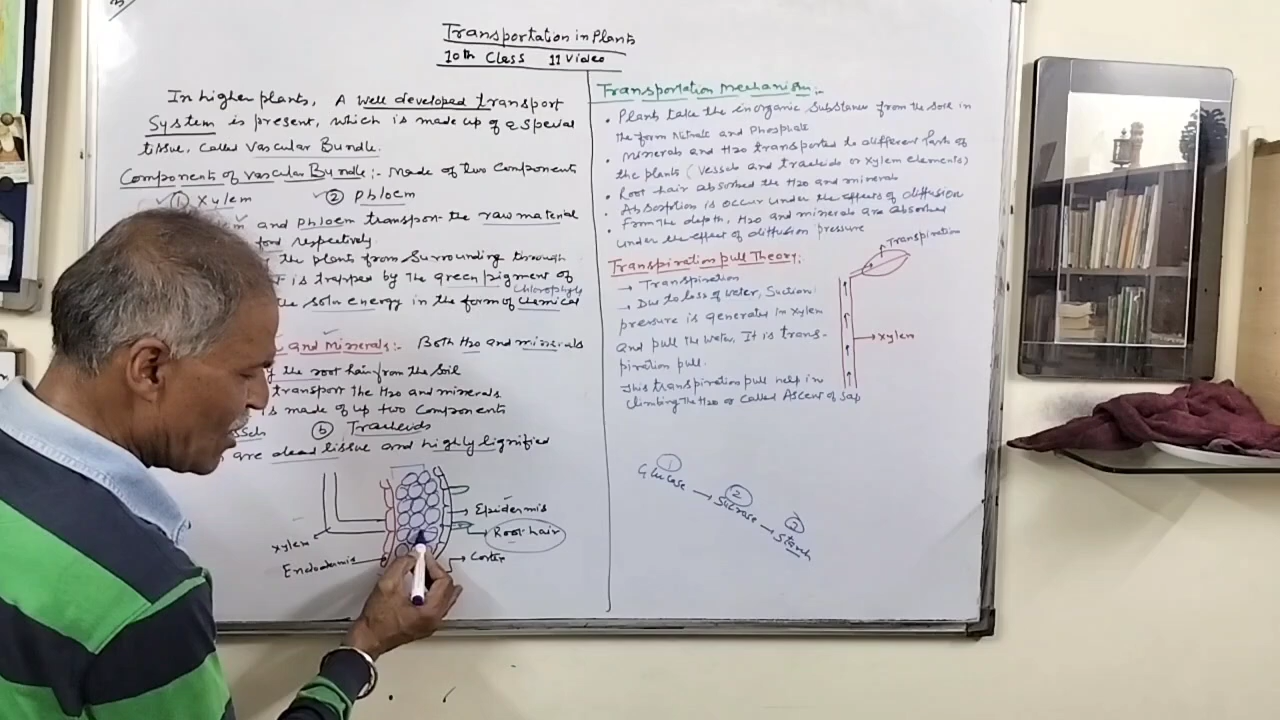 Transportation in Plants
10th Class 11 Video
In higher plants, A well developed transport
System is present, which is made up of a special
tissue, called Vascular Bundle.
Components of vascular Bundle:- Made of two Components
① Xylem ② Phloem
and phloem transport the raw material
food respectively.
the plants from Surrounding through
is trapped by the green pigment of
Chlorophyll
solar energy in the form of chemical
and Minerals:- Both H20 and minerals
the root hair from the soil
transport the H20 and minerals
is made of up two Components
ⓑ Tracheids
are dead tissue and highly lignified
Epidermis
Root hair
Cortex
xylem
Endodermis
Transportation Mechanism:-
• Plants take the inorganic Substance from the Soil in
the form Nitrate and Phosphate
• Minerals and H20 transported to different Parts of
the plants (Vessels and tracheids or xylem elements)
• Root hair absorbed the H20 and minerals
• Absorption is occur under the effects of diffusion
• From the depth, H20 and minerals are absorbed
under the effect of diffusion pressure
Transpiration pull Theory:-
→ Transpiration
→ Due to loss of water, Suction
pressure is generates in xylem
and pull the water. It is trans-
piration pull.
This transpiration pull help in
climbing the H20 or called Ascent of Sap
Transpiration
→ xylem
① ② ③
Glucose → Sucrose → Starch